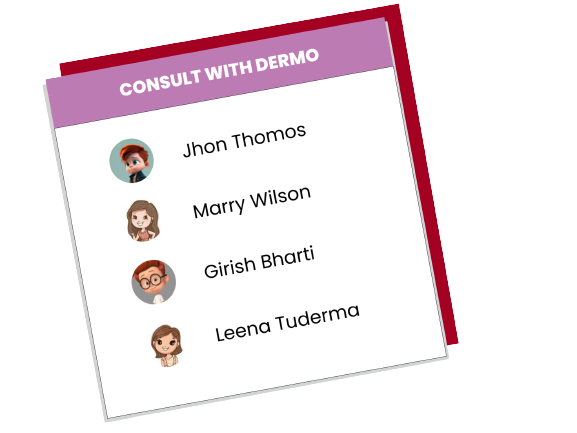 CONSULT WITH DERMO
Jhon Thomos
Marry Wilson
Girish Bharti
Leena Tuderma